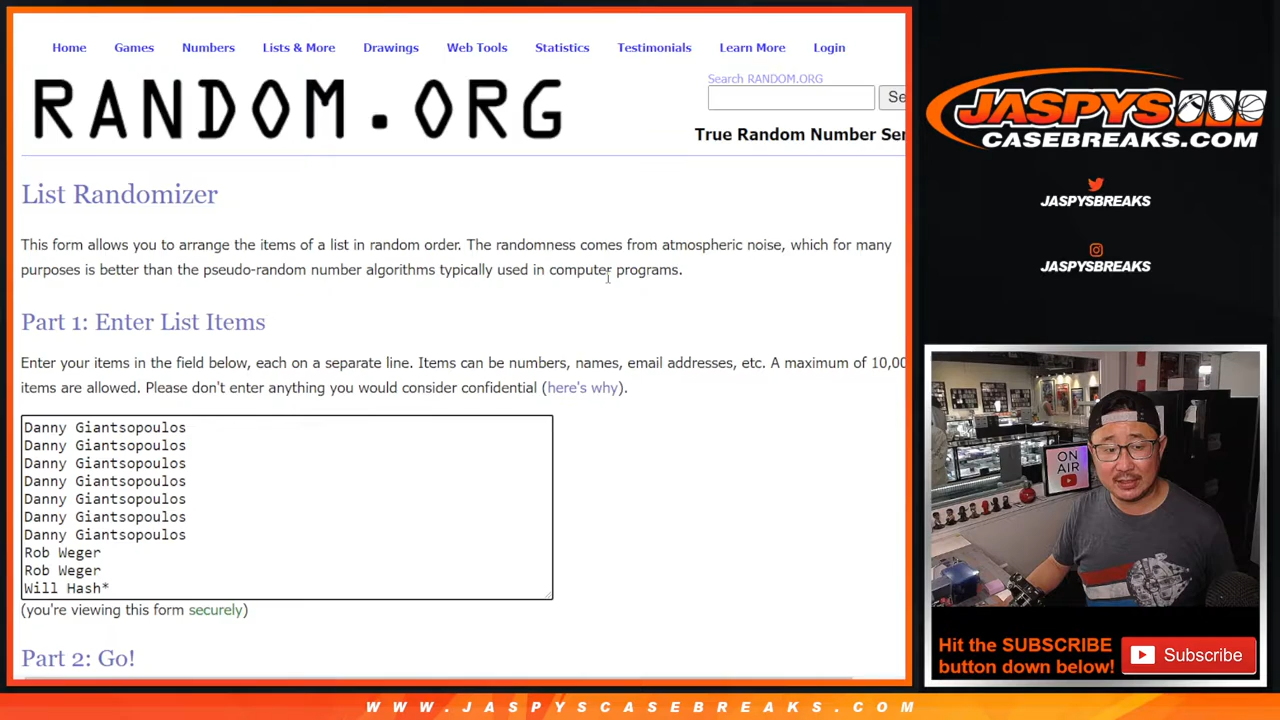 Home Games Numbers Lists & More Drawings Web Tools Statistics Testimonials Learn More Login
RANDOM.ORG
Search RANDOM.ORG
Se
True Random Number Ser
List Randomizer
This form allows you to arrange the items of a list in random order. The randomness comes from atmospheric noise, which for many
purposes is better than the pseudo-random number algorithms typically used in computer programs.
Part 1: Enter List Items
Enter your items in the field below, each on a separate line. Items can be numbers, names, email addresses, etc. A maximum of 10,00
items are allowed. Please don't enter anything you would consider confidential (here's why).
Danny Giantsopoulos
Danny Giantsopoulos
Danny Giantsopoulos
Danny Giantsopoulos
Danny Giantsopoulos
Danny Giantsopoulos
Danny Giantsopoulos
Rob Weger
Rob Weger
Will Hash*
(you're viewing this form securely)
Part 2: Go!
JASPYS
CASEBREAKS.COM
JASPYSBREAKS
JASPYSBREAKS
ON
AIR
Hit the SUBSCRIBE
button down below!
Subscribe
WWW.JASPYSCASEBREAKS.COM